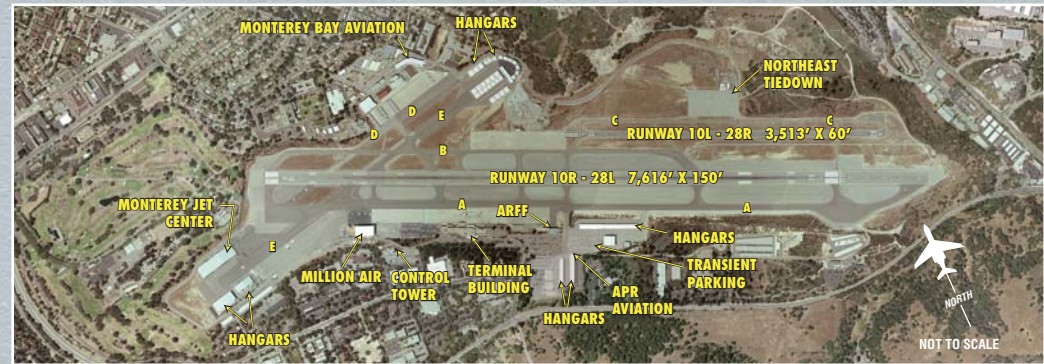 MONTEREY BAY AVIATION
HANGARS
NORTHEAST
TIEDOWN
D
E
D
C
C
RUNWAY 10L - 28R 3,513' X 60'
B
RUNWAY 10R - 28L 7,616' X 150'
MONTEREY JET
CENTER
A
ARFF
A
E
HANGARS
MILLION AIR
CONTROL
TOWER
TERMINAL
BUILDING
TRANSIENT
PARKING
APR
AVIATION
HANGARS
HANGARS
NORTH
NOT TO SCALE